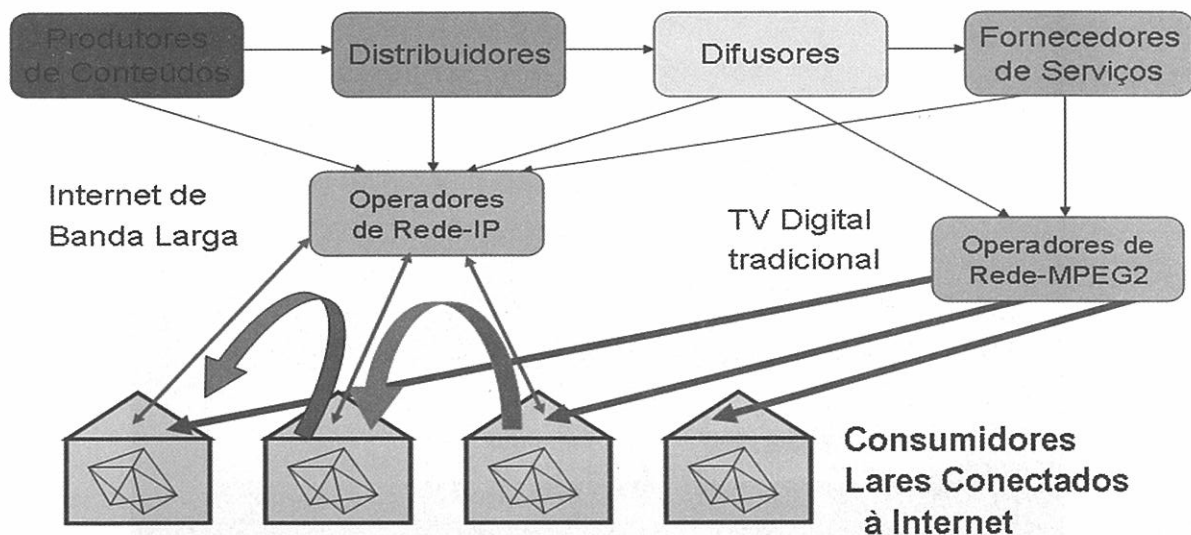 Produtores
de Conteúdos
Distribuidores
Difusores
Fornecedores
de Serviços
Internet de
Banda Larga
Operadores
de Rede-IP
TV Digital
tradicional
Operadores de
Rede-MPEG2
Consumidores
Lares Conectados
à Internet